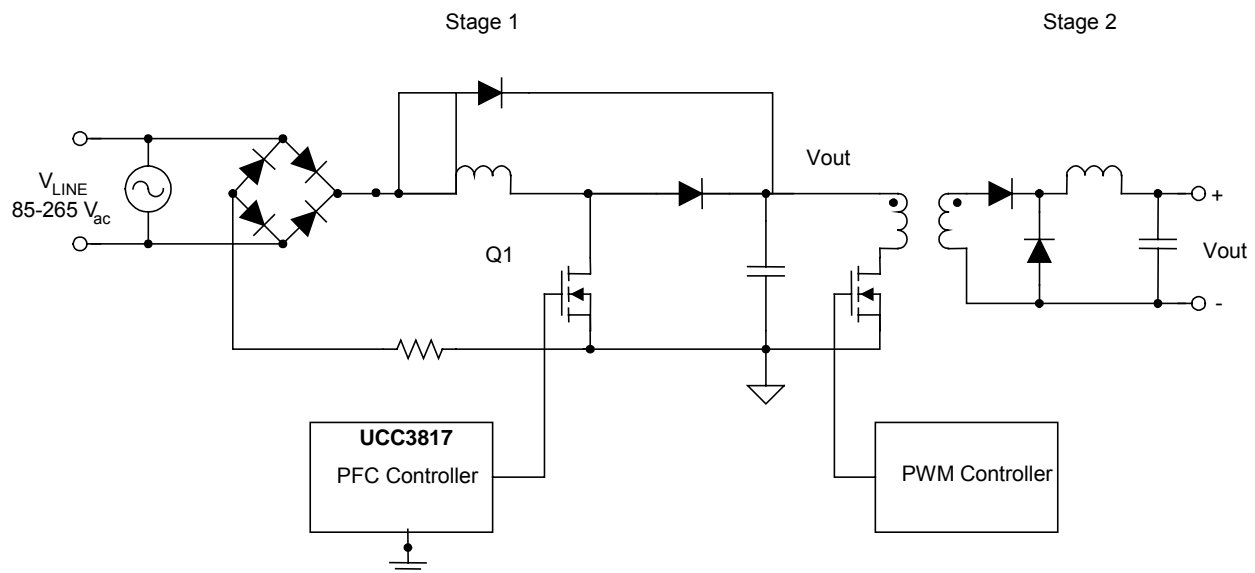 Stage 1
Stage 2
Vout
VLINE
85-265 Vac
+
Q1
Vout
-
UCC3817
PFC Controller
PWM Controller